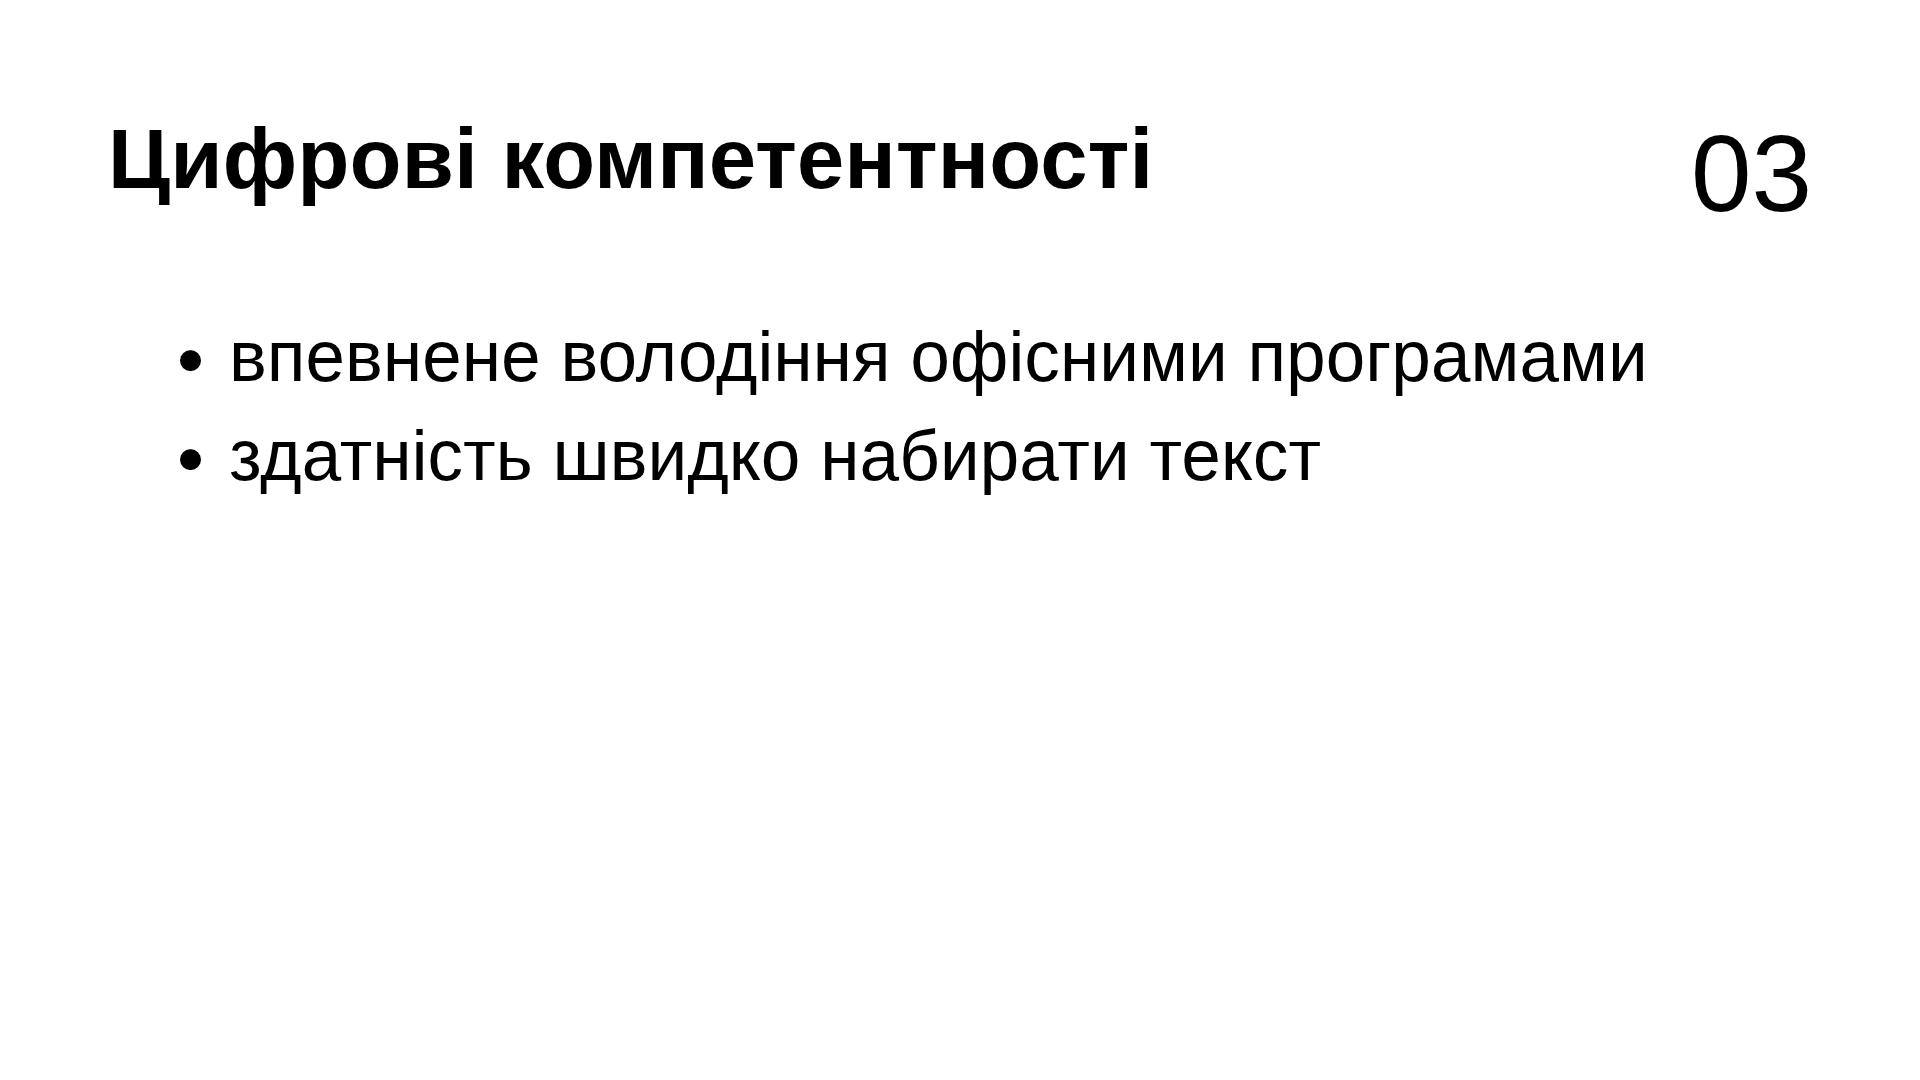 Цифрові компетентності
03
• впевнене володіння офісними програмами
• здатність швидко набирати текст